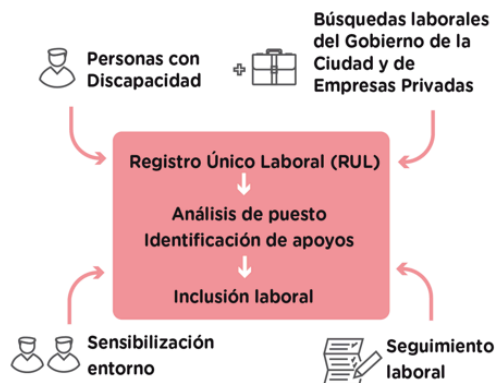 Personas con
Discapacidad
Búsquedas laborales
del Gobierno de la
Ciudad y de
Empresas Privadas
Registro Único Laboral (RUL)
Análisis de puesto
Identificación de apoyos
Inclusión laboral
Sensibilización
entorno
Seguimiento
laboral